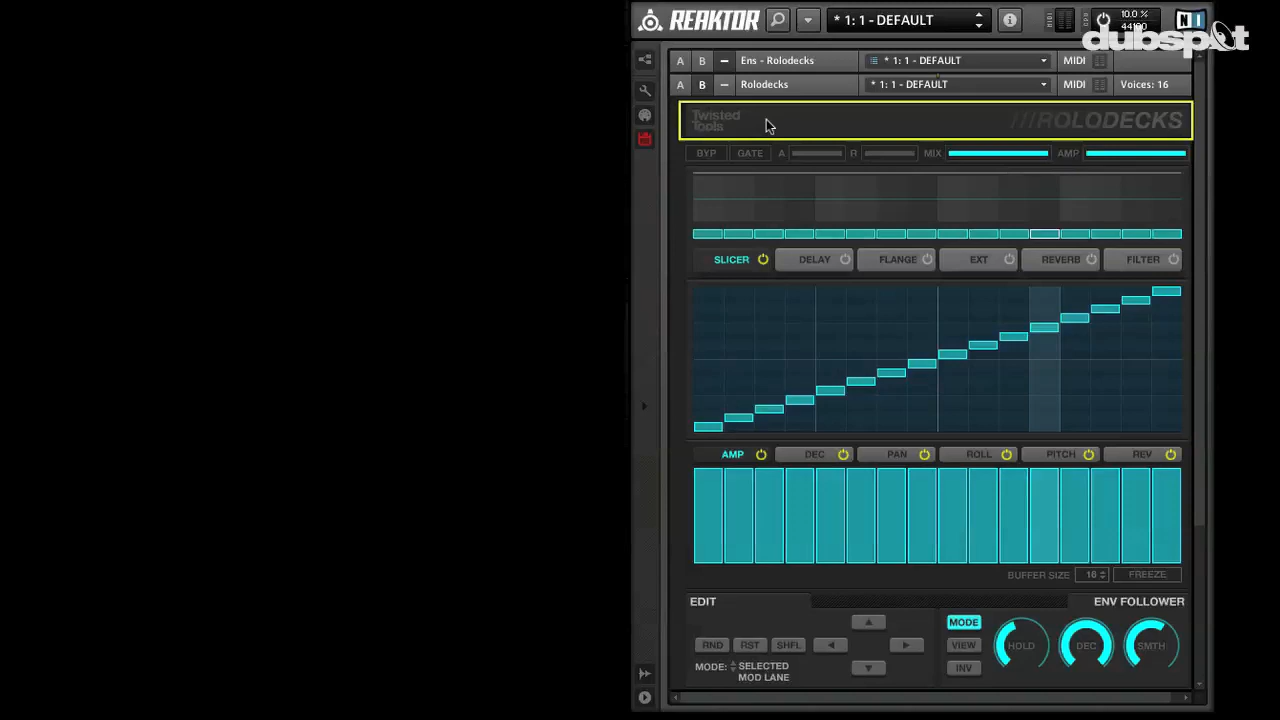 REAKTOR
* 1: 1 - DEFAULT
10.0 %
44100
NI
dubspot
A B Ens - Rolodecks * 1: 1 - DEFAULT MIDI
A B Rolodecks * 1: 1 - DEFAULT MIDI Voices: 16
Twisted
Tools
///ROLODECKS
BYP GATE A R MIX AMP
SLICER DELAY FLANGE EXT REVERB FILTER
AMP DEC PAN ROLL PITCH REV
BUFFER SIZE 16 FREEZE
EDIT ENV FOLLOWER
MODE
RND RST SHFL VIEW HOLD DEC SMTH
MODE: SELECTED
MOD LANE
INV